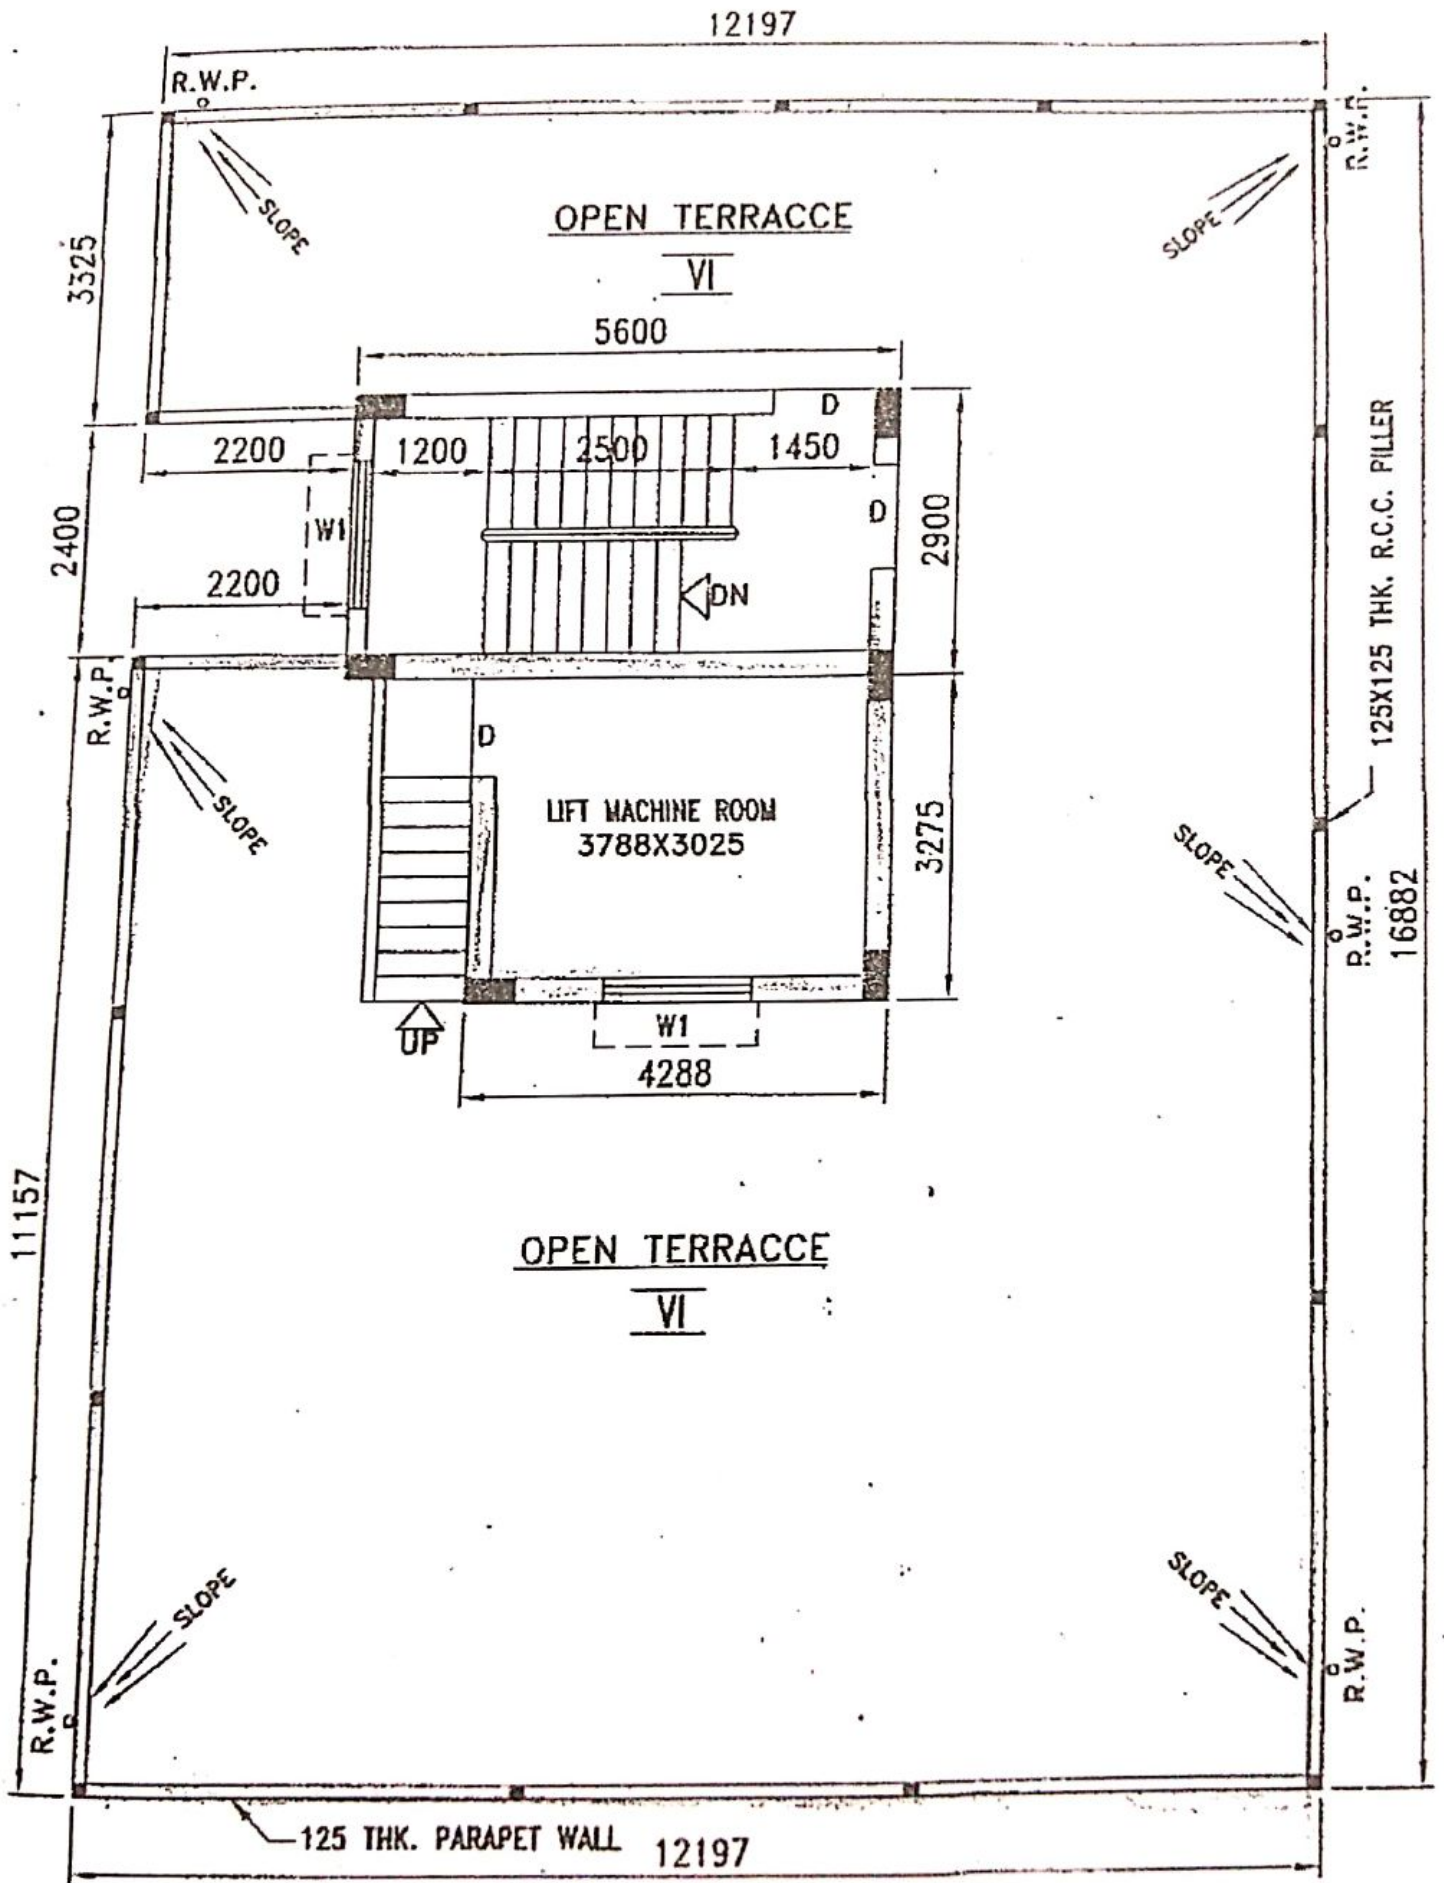 12197
R.W.P.
R.W.P.
SLOPE
SLOPE
OPEN TERRACCE
VI
3325
5600
D
2200
1200
2500
1450
125X125 THK. R.C.C. PILLER
2400
W1
D
2900
2200
DN
R.W.P.
D
SLOPE
LIFT MACHINE ROOM
3788X3025
3275
SLOPE
R.W.P.
16882
UP
W1
4288
11157
OPEN TERRACCE
VI
SLOPE
SLOPE
R.W.P.
R.W.P.
125 THK. PARAPET WALL
12197